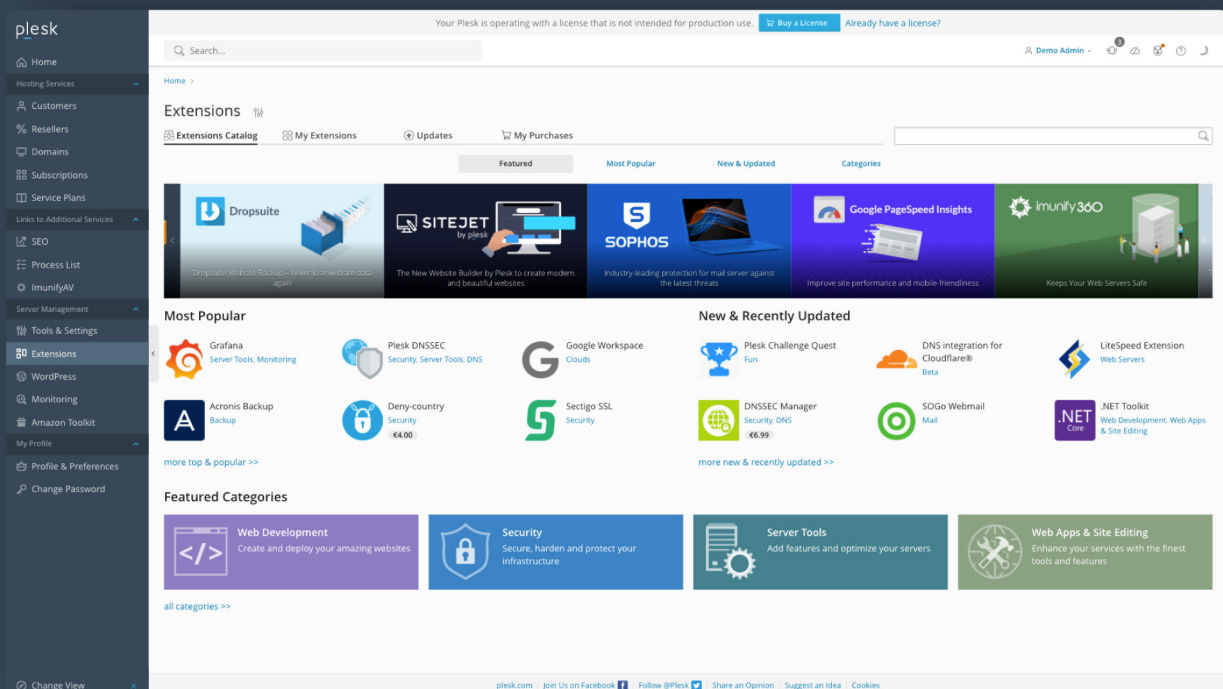 Your Plesk is operating with a license that is not intended for production use. Buy a License Already have a license?
plesk
Home
Hosting Services
Customers
Resellers
Domains
Subscriptions
Service Plans
Links to Additional Services
SEO
Process List
ImunifyAV
Server Management
Tools & Settings
Extensions
WordPress
Monitoring
Amazon Toolkit
My Profile
Profile & Preferences
Change Password
Change View
Search...
Demo Admin
3
Home >
Extensions
Extensions Catalog My Extensions Updates My Purchases
Featured Most Popular New & Updated Categories
Dropsuite
Dropsuite Website Backup – never lose website data
again
SITEJET
by plesk
The New Website Builder by Plesk to create modern
and beautiful websites
SOPHOS
Industry-leading protection for mail server against
the latest threats
Google PageSpeed Insights
Improve site performance and mobile-friendliness
imunify360
Keeps Your Web Servers Safe
Most Popular
Grafana
Server Tools, Monitoring
Plesk DNSSEC
Security, Server Tools, DNS
Google Workspace
Clouds
Acronis Backup
Backup
Deny-country
Security
€4.00
Sectigo SSL
Security
more top & popular >>
New & Recently Updated
Plesk Challenge Quest
Fun
DNS integration for
Cloudflare®
Beta
LiteSpeed Extension
Web Servers
DNSSEC Manager
Security, DNS
€6.99
SOGo Webmail
Mail
.NET
Core
.NET Toolkit
Web Development, Web Apps
& Site Editing
more new & recently updated >>
Featured Categories
Web Development
Create and deploy your amazing websites
Security
Secure, harden and protect your
infrastructure
Server Tools
Add features and optimize your servers
Web Apps & Site Editing
Enhance your services with the finest
tools and features
all categories >>
plesk.com Join Us on Facebook Follow @Plesk Share an Opinion Suggest an Idea Cookies